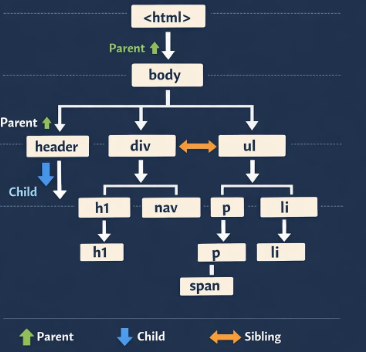 <html>
Parent
body
Parent
header div ul
Child
h1 nav p li
h1 p li
span
Parent Child Sibling